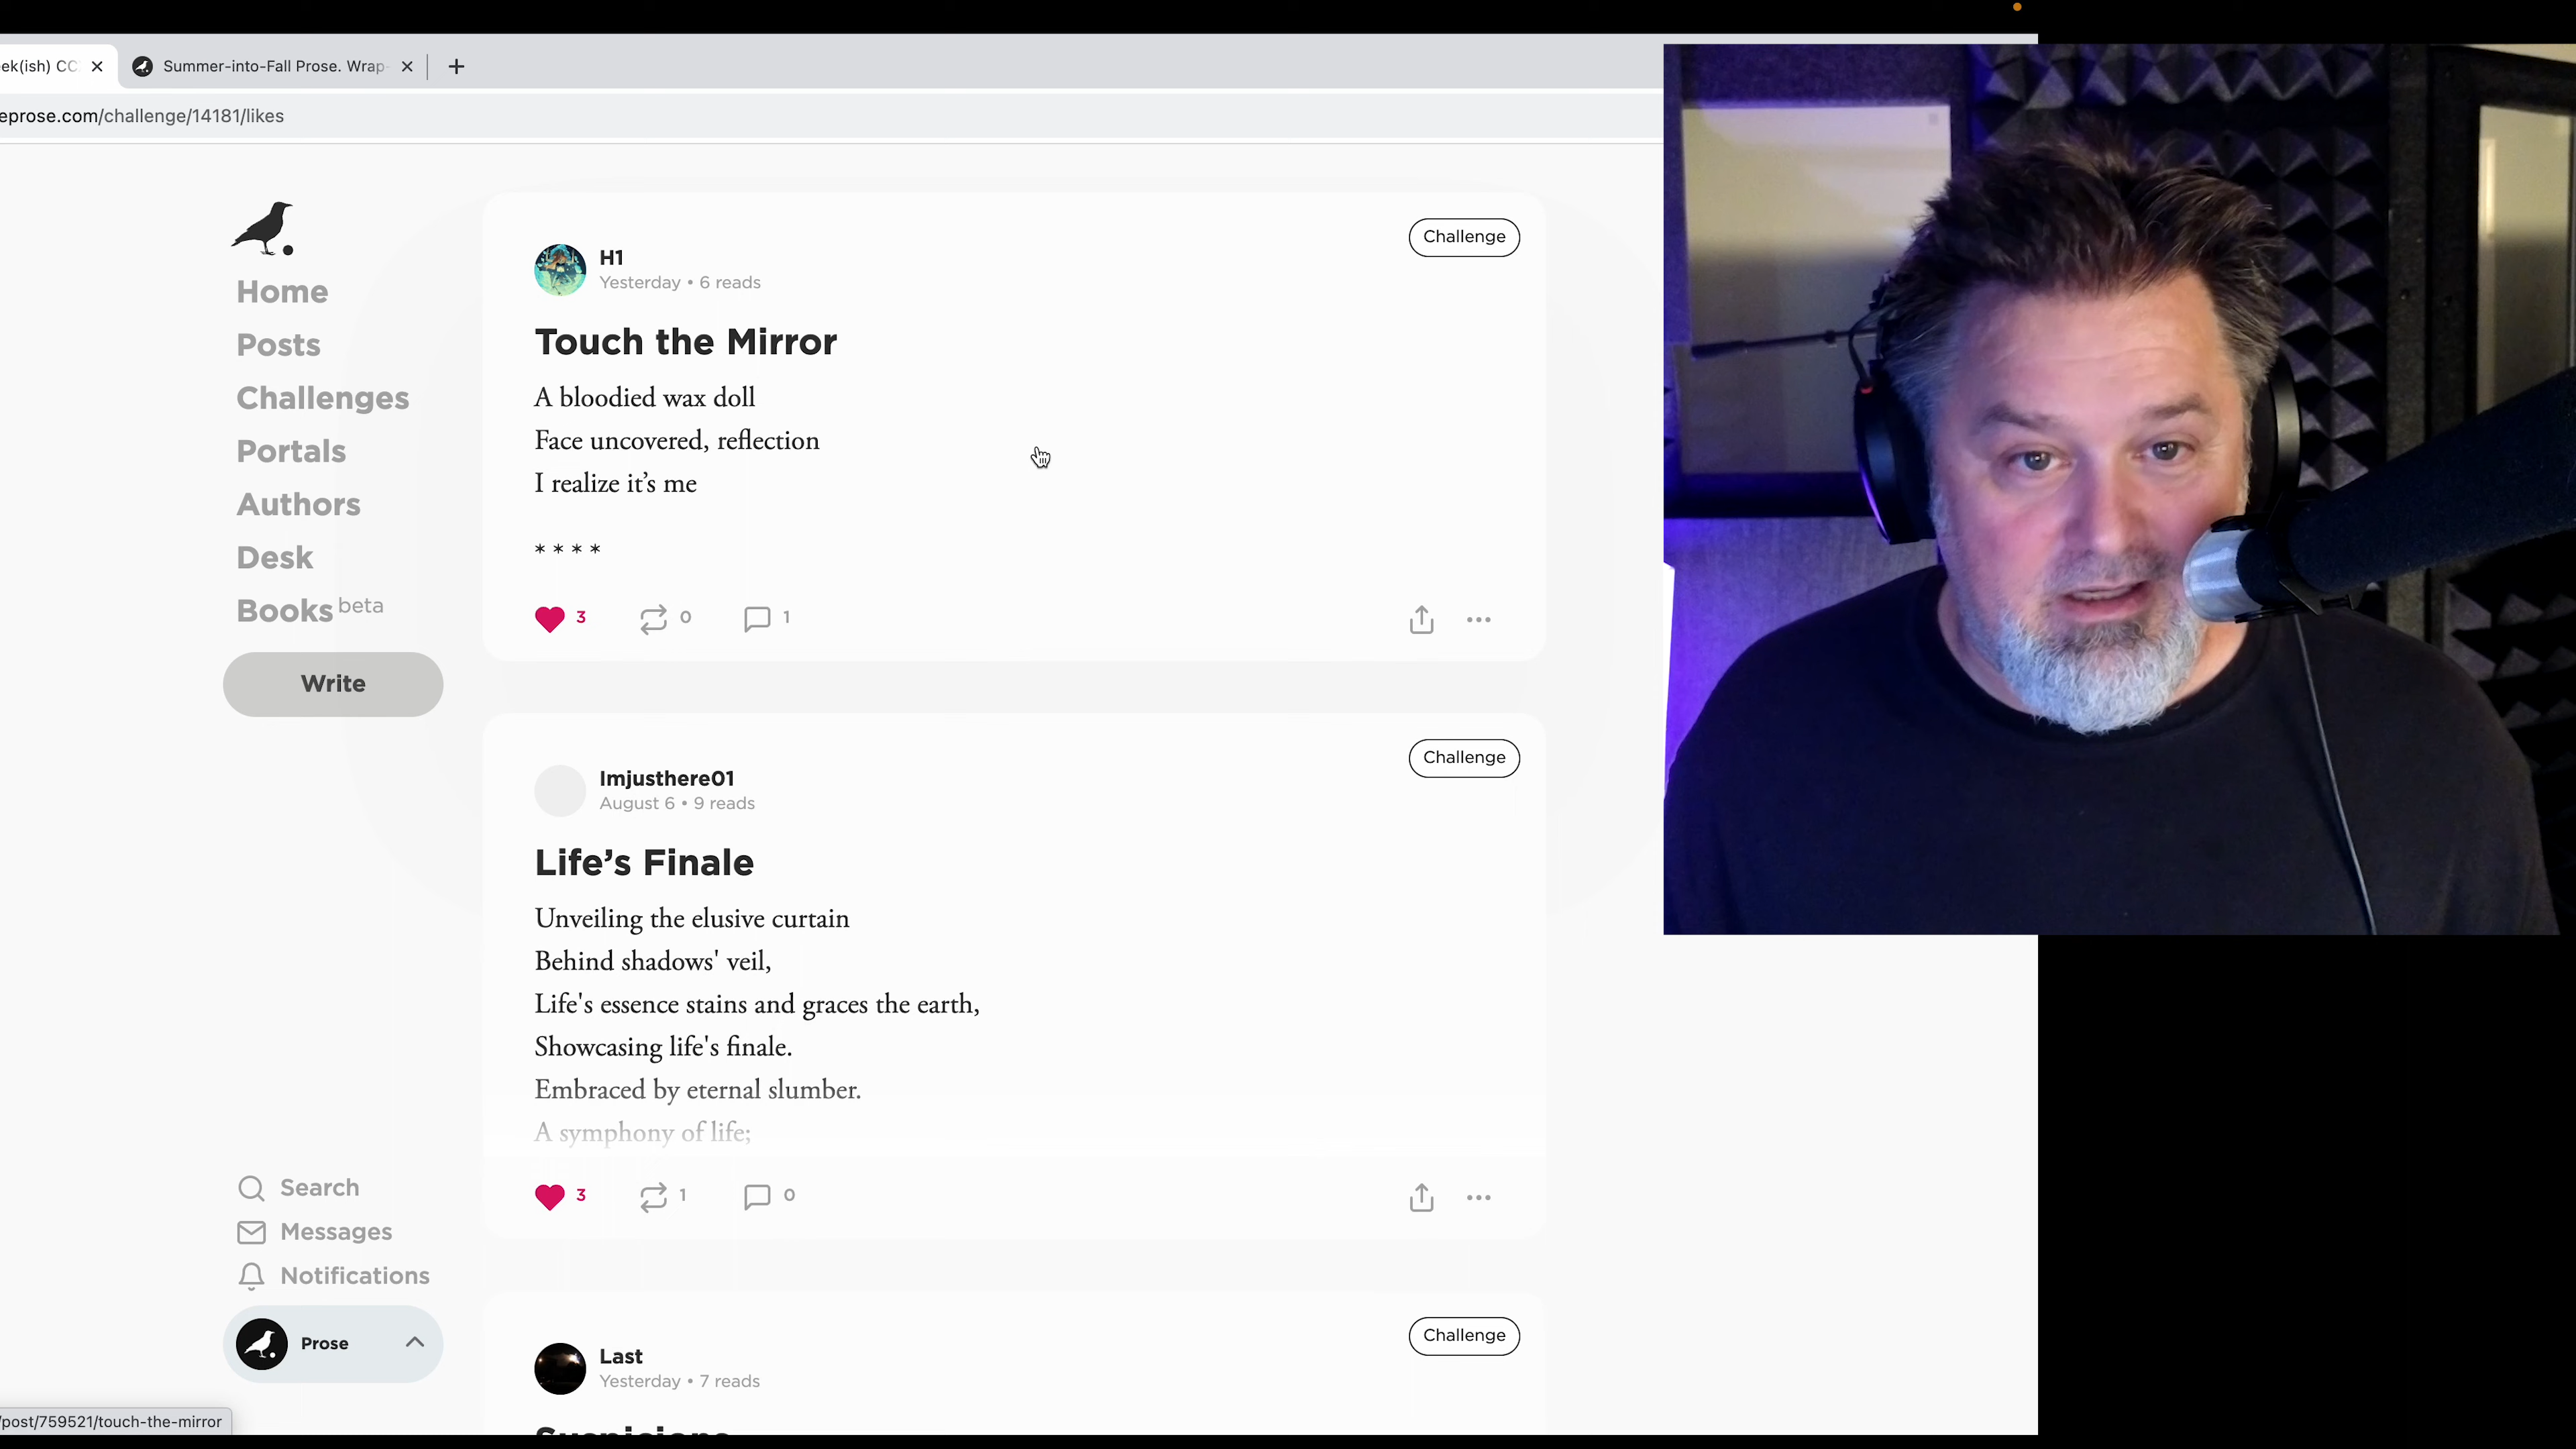 ek(ish) CC
Summer-into-Fall Prose. Wrap-
eprose.com/challenge/14181/likes
Home
Posts
Challenges
Portals
Authors
Desk
Books beta
Write
Search
Messages
Notifications
Prose
Challenge
H1
Yesterday • 6 reads
Touch the Mirror
A bloodied wax doll
Face uncovered, reflection
I realize it’s me
* * * *
3 0 1
Challenge
Imjusthere01
August 6 • 9 reads
Life’s Finale
Unveiling the elusive curtain
Behind shadows' veil,
Life's essence stains and graces the earth,
Showcasing life's finale.
Embraced by eternal slumber.
A symphony of life;
3 1 0
Challenge
Last
Yesterday • 7 reads
/post/759521/touch-the-mirror